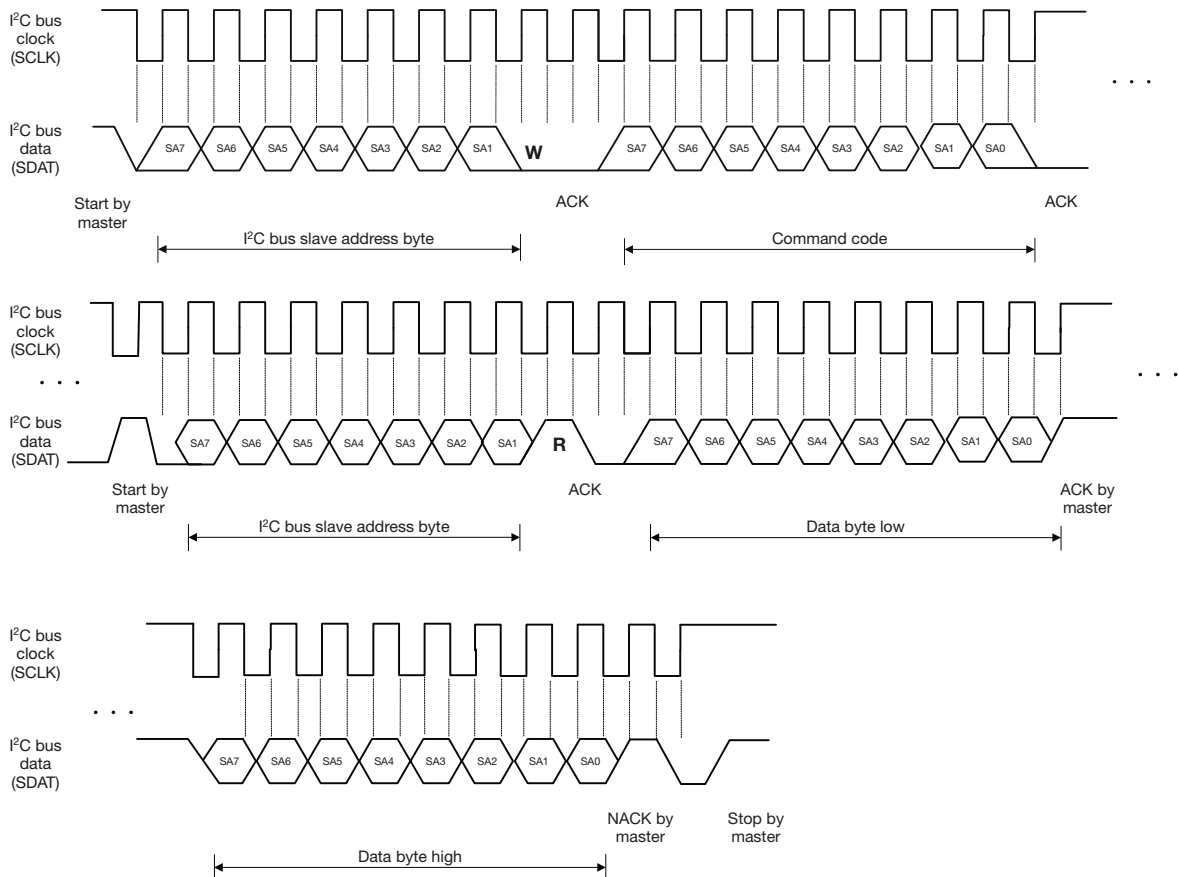 I²C bus
clock
(SCLK)
. . .
I²C bus
data
(SDAT)
SA7 SA6 SA5 SA4 SA3 SA2 SA1 W SA7 SA6 SA5 SA4 SA3 SA2 SA1 SA0
Start by
master
ACK
ACK
I²C bus slave address byte
Command code
I²C bus
clock
(SCLK)
. . .
. . .
I²C bus
data
(SDAT)
SA7 SA6 SA5 SA4 SA3 SA2 SA1 R SA7 SA6 SA5 SA4 SA3 SA2 SA1 SA0
Start by
master
ACK
ACK by
master
I²C bus slave address byte
Data byte low
I²C bus
clock
(SCLK)
. . .
I²C bus
data
(SDAT)
SA7 SA6 SA5 SA4 SA3 SA2 SA1 SA0
NACK by
master
Stop by
master
Data byte high